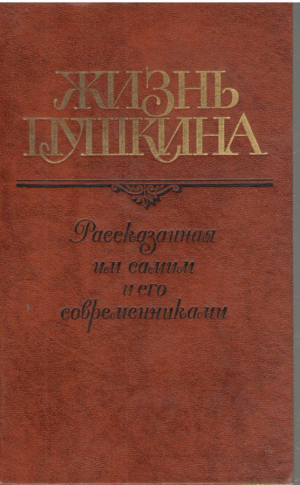 ЖИЗНЬ
ПУШКИНА
Рассказанная
им самим
и его
современниками